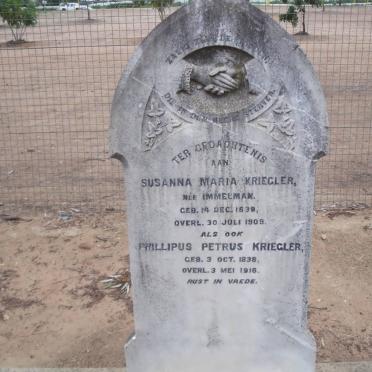 TER GEDACHTENIS
AAN
SUSANNA MARIA KRIEGLER,
NEE IMMELMAN.
GEB. 14 DEC. 1839,
OVERL. 30 JULI 1909.
ALS OOK
PHILLIPUS PETRUS KRIEGLER,
GEB. 3 OCT. 1838,
OVERL. 3 MEI 1916.
RUST IN VREDE.